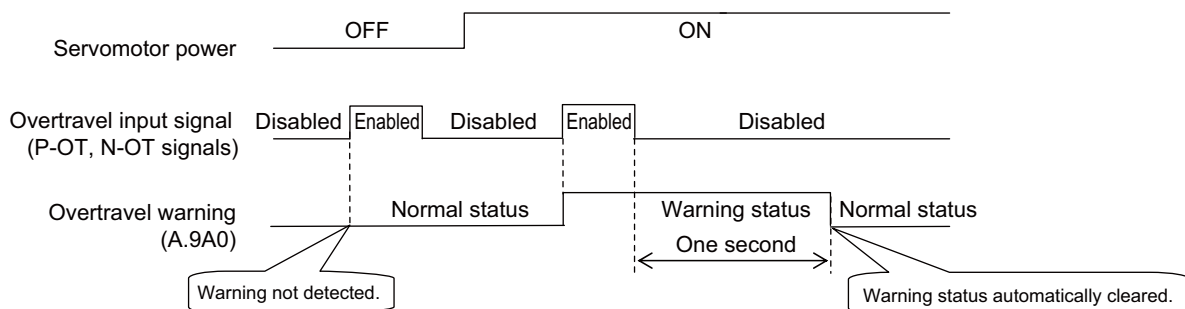 OFF
ON
Servomotor power
Overtravel input signal
(P-OT, N-OT signals)
Disabled
Enabled
Disabled
Enabled
Disabled
Overtravel warning
(A.9A0)
Normal status
Warning status
Normal status
One second
Warning not detected.
Warning status automatically cleared.